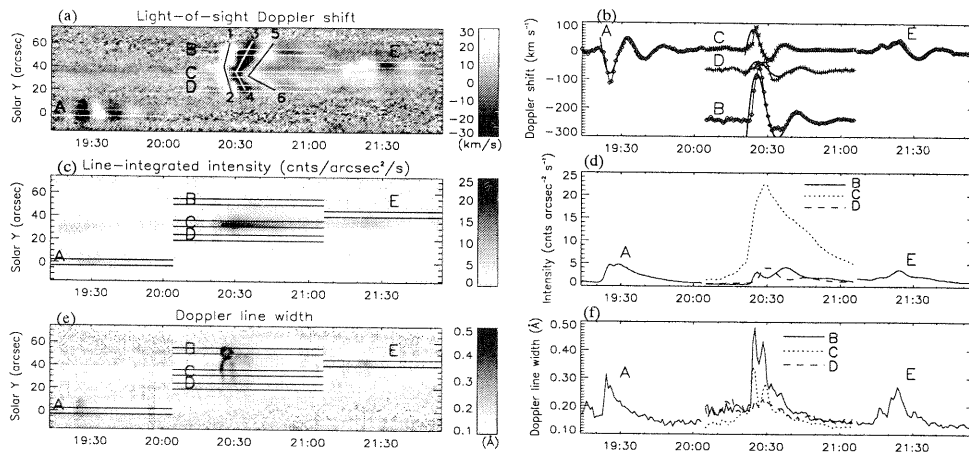 (a) Light-of-sight Doppler shift
Solar Y (arcsec)
60
40
20
0
1 3 5
B
C
D
2 4 6
E
A
19:30 20:00 20:30 21:00 21:30
30
20
10
0
-10
-20
-30
(km/s)
(b)
Doppler shift (km s⁻¹)
100
0
-100
-200
-300
A
C
D
B
E
19:30 20:00 20:30 21:00 21:30
(c) Line-integrated intensity (cnts/arcsec²/s)
Solar Y (arcsec)
60
40
20
0
B
C
D
E
A
19:30 20:00 20:30 21:00 21:30
25
20
15
10
5
0
(d)
Intensity (cnts arcsec⁻² s⁻¹)
25
20
15
10
5
0
A
B
C
D
E
19:30 20:00 20:30 21:00 21:30
(e) Doppler line width
Solar Y (arcsec)
60
40
20
0
B
C
D
E
A
19:30 20:00 20:30 21:00 21:30
0.5
0.4
0.3
0.2
0.1
(Å)
(f)
Doppler line width (Å)
0.50
0.40
0.30
0.20
0.10
A
B
C
D
E
19:30 20:00 20:30 21:00 21:30